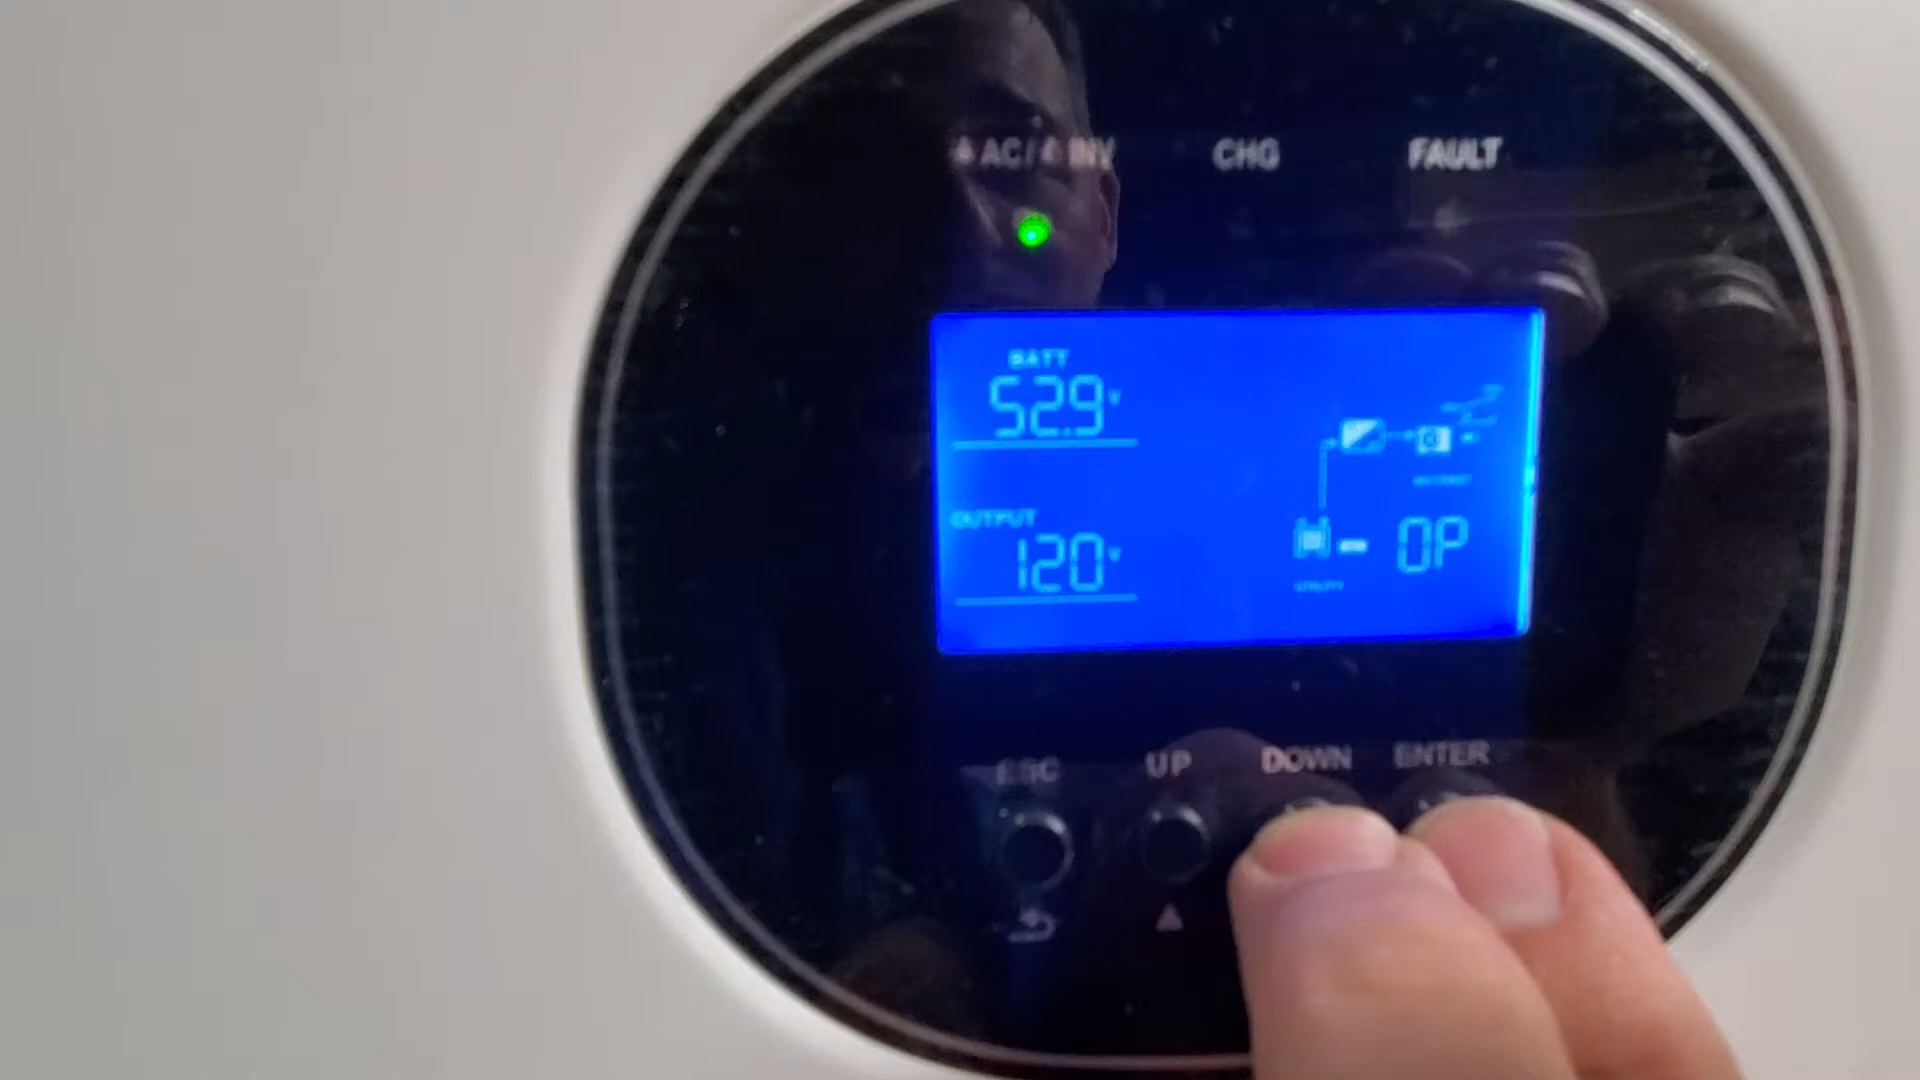 AC/ INV CHG FAULT
BATT
52.9V
OUTPUT
120V
- OP
UTILITY
ESC UP DOWN ENTER